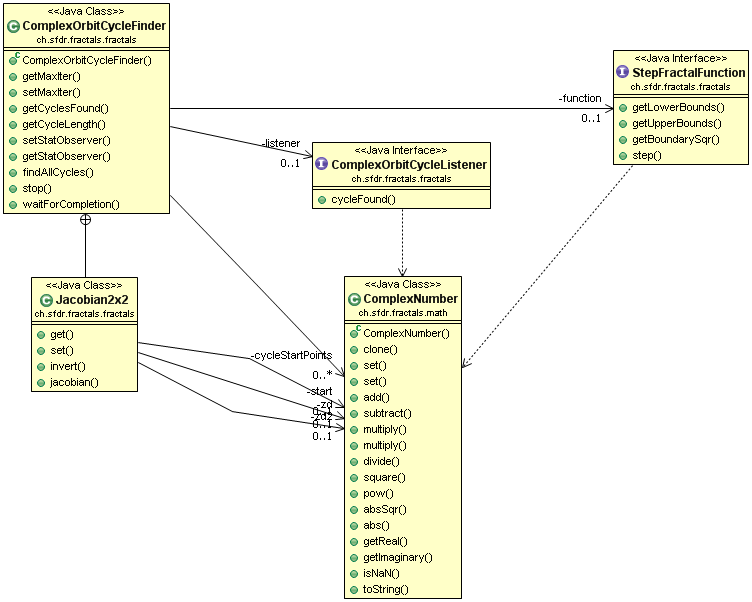 <<Java Class>>
ComplexOrbitCycleFinder
ch.sfdr.fractals.fractals
ComplexOrbitCycleFinder()
getMaxIter()
setMaxIter()
getCyclesFound()
getCycleLength()
setStatObserver()
getStatObserver()
findAllCycles()
stop()
waitForCompletion()
<<Java Interface>>
StepFractalFunction
ch.sfdr.fractals.fractals
getLowerBounds()
getUpperBounds()
getBoundarySqr()
step()
-function
0..1
-listener
0..1
<<Java Interface>>
ComplexOrbitCycleListener
ch.sfdr.fractals.fractals
cycleFound()
<<Java Class>>
Jacobian2x2
ch.sfdr.fractals.fractals
get()
set()
invert()
jacobian()
-cycleStartPoints
0..*
-start
0..1
-zd
0..1
-zd2
0..1
<<Java Class>>
ComplexNumber
ch.sfdr.fractals.math
ComplexNumber()
clone()
set()
set()
add()
subtract()
multiply()
multiply()
divide()
square()
pow()
absSqr()
abs()
getReal()
getImaginary()
isNaN()
toString()